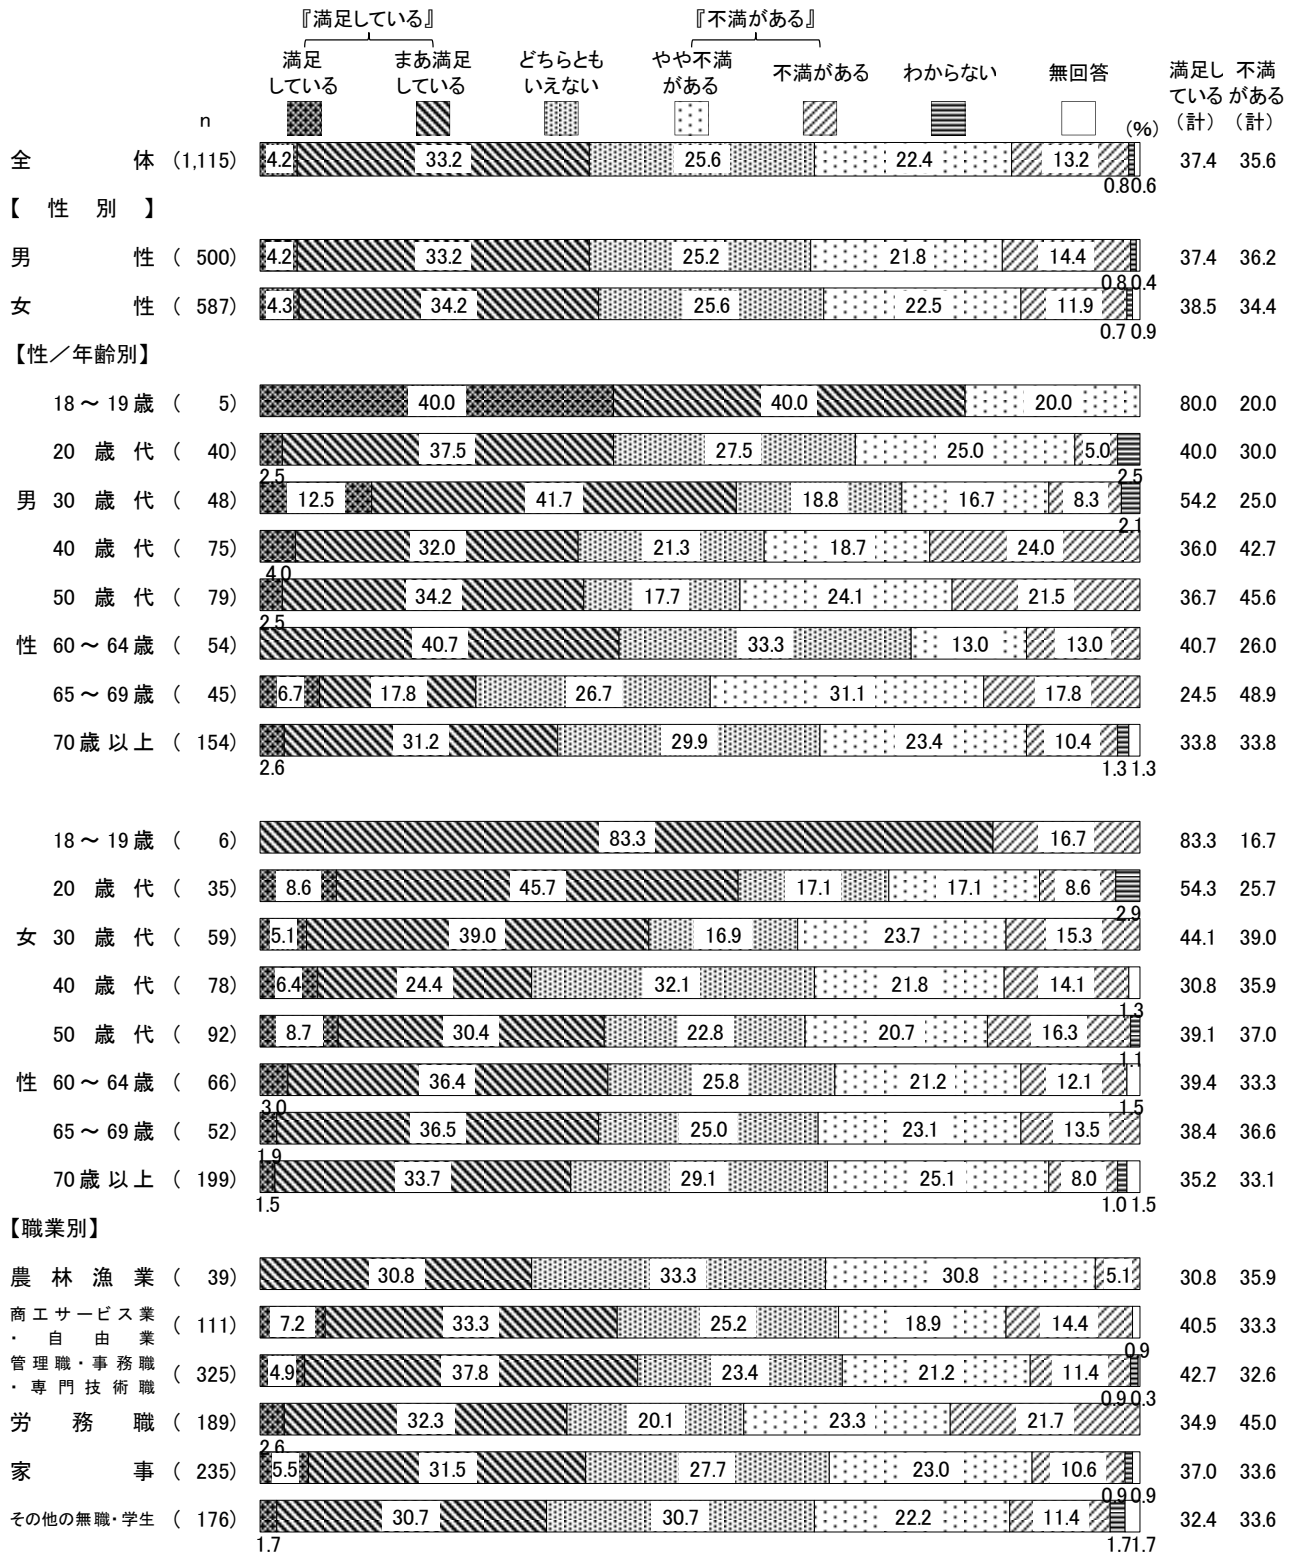 『満足している』 『不満がある』
満足 まあ満足 どちらとも やや不満
している している いえない がある 不満がある わからない 無回答 満足し 不満
ている がある
n (%) (計) (計)
全体 (1,115) 4.2 33.2 25.6 22.4 13.2 37.4 35.6
0.8 0.6
【性別】
男性 ( 500) 4.2 33.2 25.2 21.8 14.4 37.4 36.2
0.8 0.4
女性 ( 587) 4.3 34.2 25.6 22.5 11.9 38.5 34.4
0.7 0.9
【性/年齢別】
18~19歳 ( 5) 40.0 40.0 20.0 80.0 20.0
20歳代 ( 40) 37.5 27.5 25.0 5.0 40.0 30.0
2.5 2.5
男 30歳代 ( 48) 12.5 41.7 18.8 16.7 8.3 54.2 25.0
2.1
40歳代 ( 75) 32.0 21.3 18.7 24.0 36.0 42.7
4.0
50歳代 ( 79) 34.2 17.7 24.1 21.5 36.7 45.6
2.5
性 60~64歳 ( 54) 40.7 33.3 13.0 13.0 40.7 26.0
65~69歳 ( 45) 6.7 17.8 26.7 31.1 17.8 24.5 48.9
70歳以上 ( 154) 31.2 29.9 23.4 10.4 33.8 33.8
2.6 1.3 1.3
18~19歳 ( 6) 83.3 16.7 83.3 16.7
20歳代 ( 35) 8.6 45.7 17.1 17.1 8.6 54.3 25.7
2.9
女 30歳代 ( 59) 5.1 39.0 16.9 23.7 15.3 44.1 39.0
40歳代 ( 78) 6.4 24.4 32.1 21.8 14.1 30.8 35.9
1.3
50歳代 ( 92) 8.7 30.4 22.8 20.7 16.3 39.1 37.0
1.1
性 60~64歳 ( 66) 36.4 25.8 21.2 12.1 39.4 33.3
3.0 1.5
65~69歳 ( 52) 36.5 25.0 23.1 13.5 38.4 36.6
1.9
70歳以上 ( 199) 33.7 29.1 25.1 8.0 35.2 33.1
1.5 1.0 1.5
【職業別】
農林漁業 ( 39) 30.8 33.3 30.8 5.1 30.8 35.9
商工サービス業
・自由業 ( 111) 7.2 33.3 25.2 18.9 14.4 40.5 33.3
0.9
管理職・事務職
・専門技術職 ( 325) 4.9 37.8 23.4 21.2 11.4 42.7 32.6
0.9 0.3
労務職 ( 189) 32.3 20.1 23.3 21.7 34.9 45.0
2.6
家事 ( 235) 5.5 31.5 27.7 23.0 10.6 37.0 33.6
0.9 0.9
その他の無職・学生 ( 176) 30.7 30.7 22.2 11.4 32.4 33.6
1.7 1.7 1.7